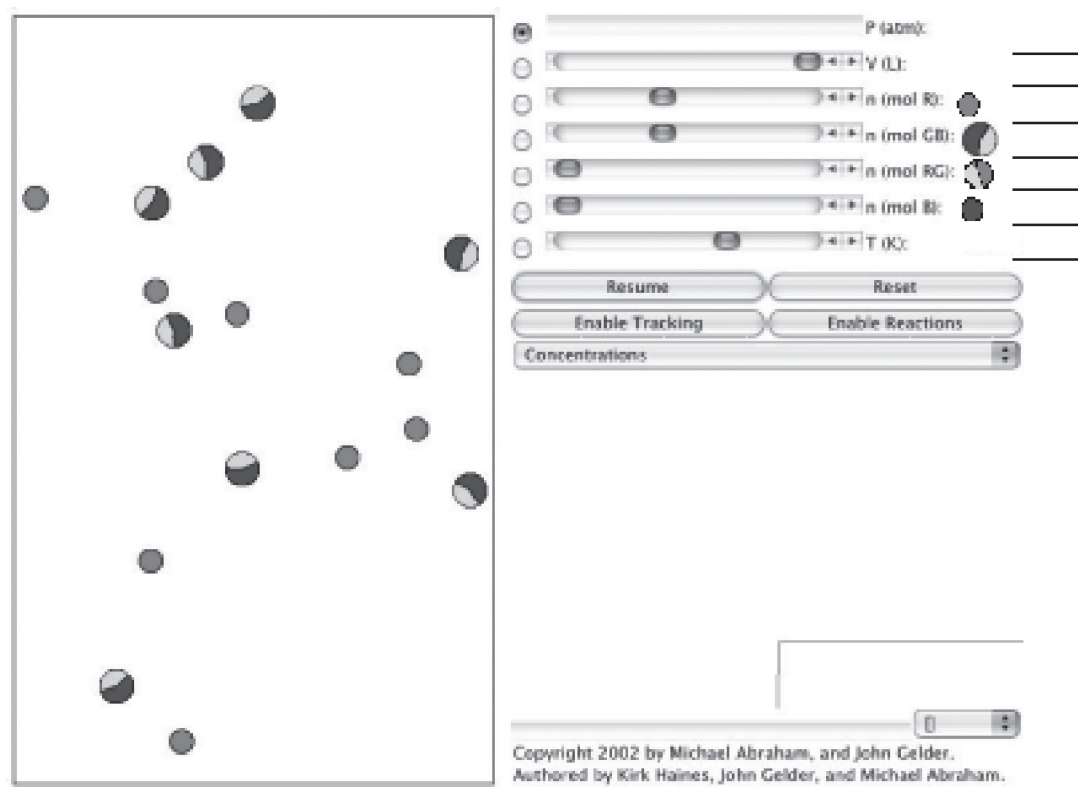 P (atm):
V (L):
n (mol R):
n (mol GB):
n (mol RG):
n (mol B):
T (K):
Resume
Reset
Enable Tracking
Enable Reactions
Concentrations
Copyright 2002 by Michael Abraham, and John Gelder.
Authored by Kirk Haines, John Gelder, and Michael Abraham.